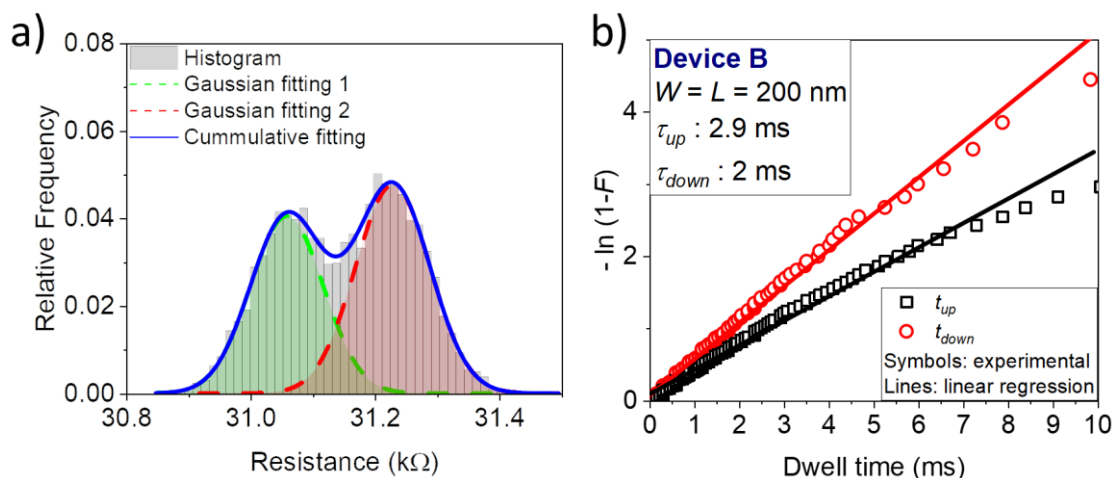 a)
0.08
0.06
0.04
0.02
0.00
Relative Frequency
Histogram
Gaussian fitting 1
Gaussian fitting 2
Cummulative fitting
30.8
31.0
31.2
31.4
Resistance (kΩ)
b)
4
2
0
- ln (1-F)
Device B
W = L = 200 nm
τup : 2.9 ms
τdown : 2 ms
tup
tdown
Symbols: experimental
Lines: linear regression
0 1 2 3 4 5 6 7 8 9 10
Dwell time (ms)